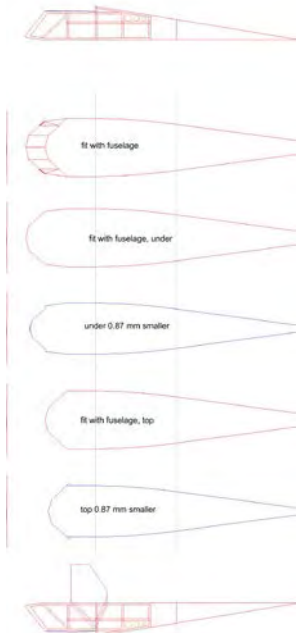 fit with fuselage
fit with fuselage, under
under 0.87 mm smaller
fit with fuselage, top
top 0.87 mm smaller